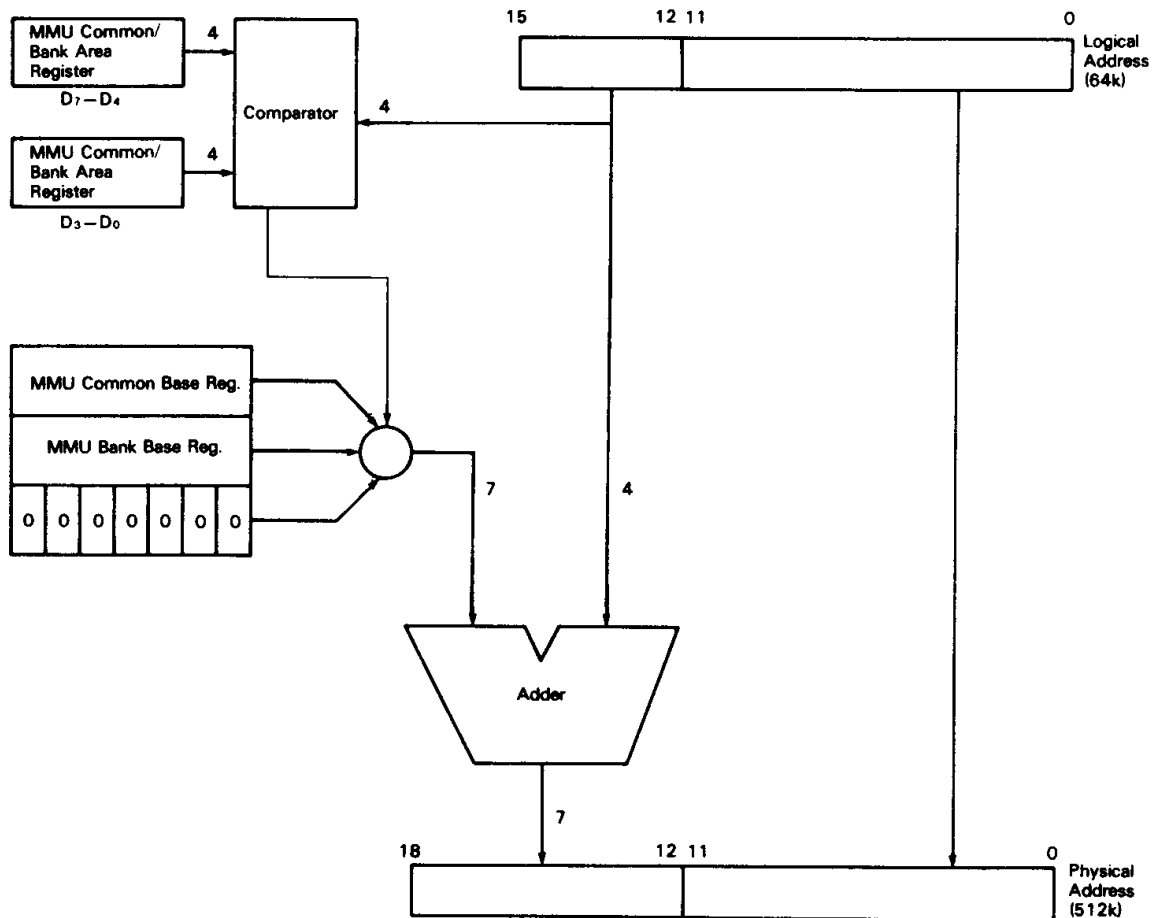 MMU Common/
Bank Area
Register
D7–D4
4
MMU Common/
Bank Area
Register
D3–D0
4
Comparator
4
15
12
11
0
Logical
Address
(64k)
MMU Common Base Reg.
MMU Bank Base Reg.
0 0 0 0 0 0 0
7
4
Adder
7
18
12
11
0
Physical
Address
(512k)